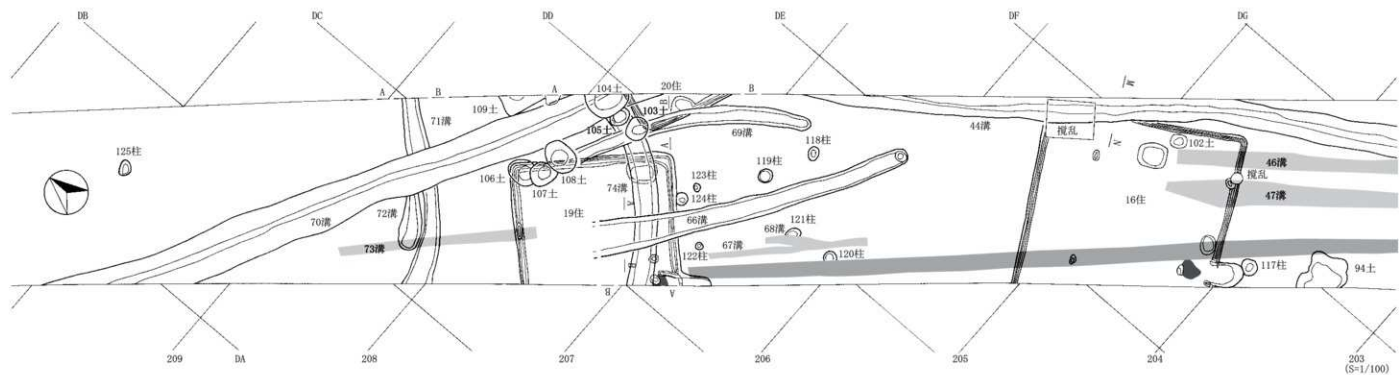 DB
DC
DD
DE
DF
DG
A
B
A
B
104土
20住
B
109土
71溝
103土
105土
69溝
44溝
M
N
撹乱
102土
46溝
47溝
撹乱
16住
125柱
106土
107土
108土
118柱
119柱
123柱
124柱
74溝
A
A
19住
66溝
72溝
70溝
73溝
121柱
68溝
67溝
122柱
120柱
117柱
94土
B
B
A
209
DA
208
207
206
205
204
203
(S=1/100)